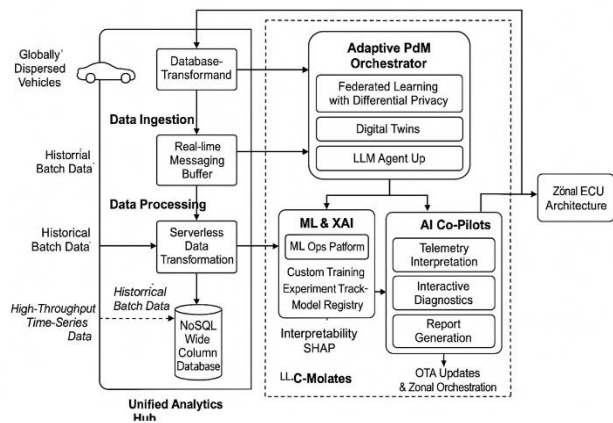 Globally'
Dispersed
Vehicles
Database-
Transformand
Data Ingestion
Historrial
Batch Data'
Real-lime
Messaging
Buffer
Data Processing
Historical
Batch Data'
Serverless
Data
Transformation
Historrical
Batch Data
High-Throughput
Time-Series
Data
NoSQL
Wide
Column
Database
Unified Analytics
Hub
Adaptive PdM
Orchestrator
Federated Learning
with Differential Privacy
Digital Twins
LLM Agent Up
ML & XAI
ML Ops Patform
Custom Training
Experiment Track-
Model Registry
Interpretability
SHAP
LL.C-Molates
AI Co-Pilots
Telemetry
Interpretation
Interactive
Diagnostics
Report
Generation
OTA Updates
& Zonal Orchestration
Zönal ECU
Architecture